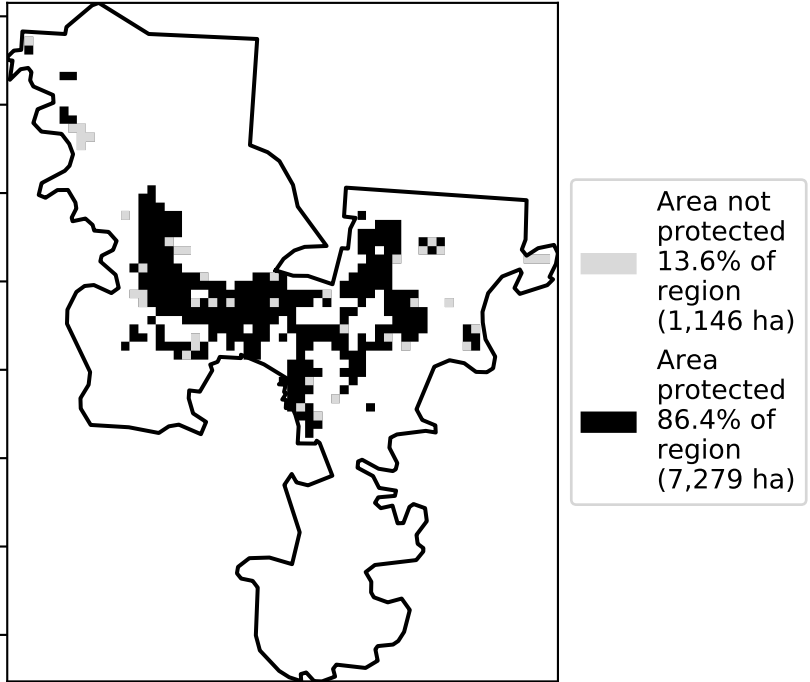 Area not
protected
13.6% of
region
(1,146 ha)
Area
protected
86.4% of
region
(7,279 ha)